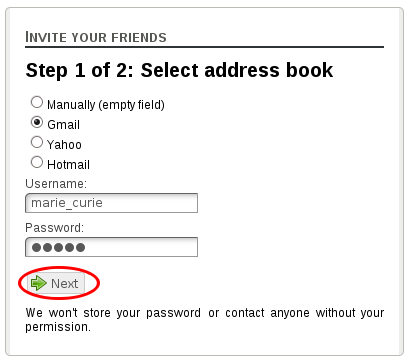 Invite your friends
Step 1 of 2: Select address book
Manually (empty field)
Gmail
Yahoo
Hotmail
Username:
marie_curie
Password:
●●●●●
Next
We won't store your password or contact anyone without your
permission.